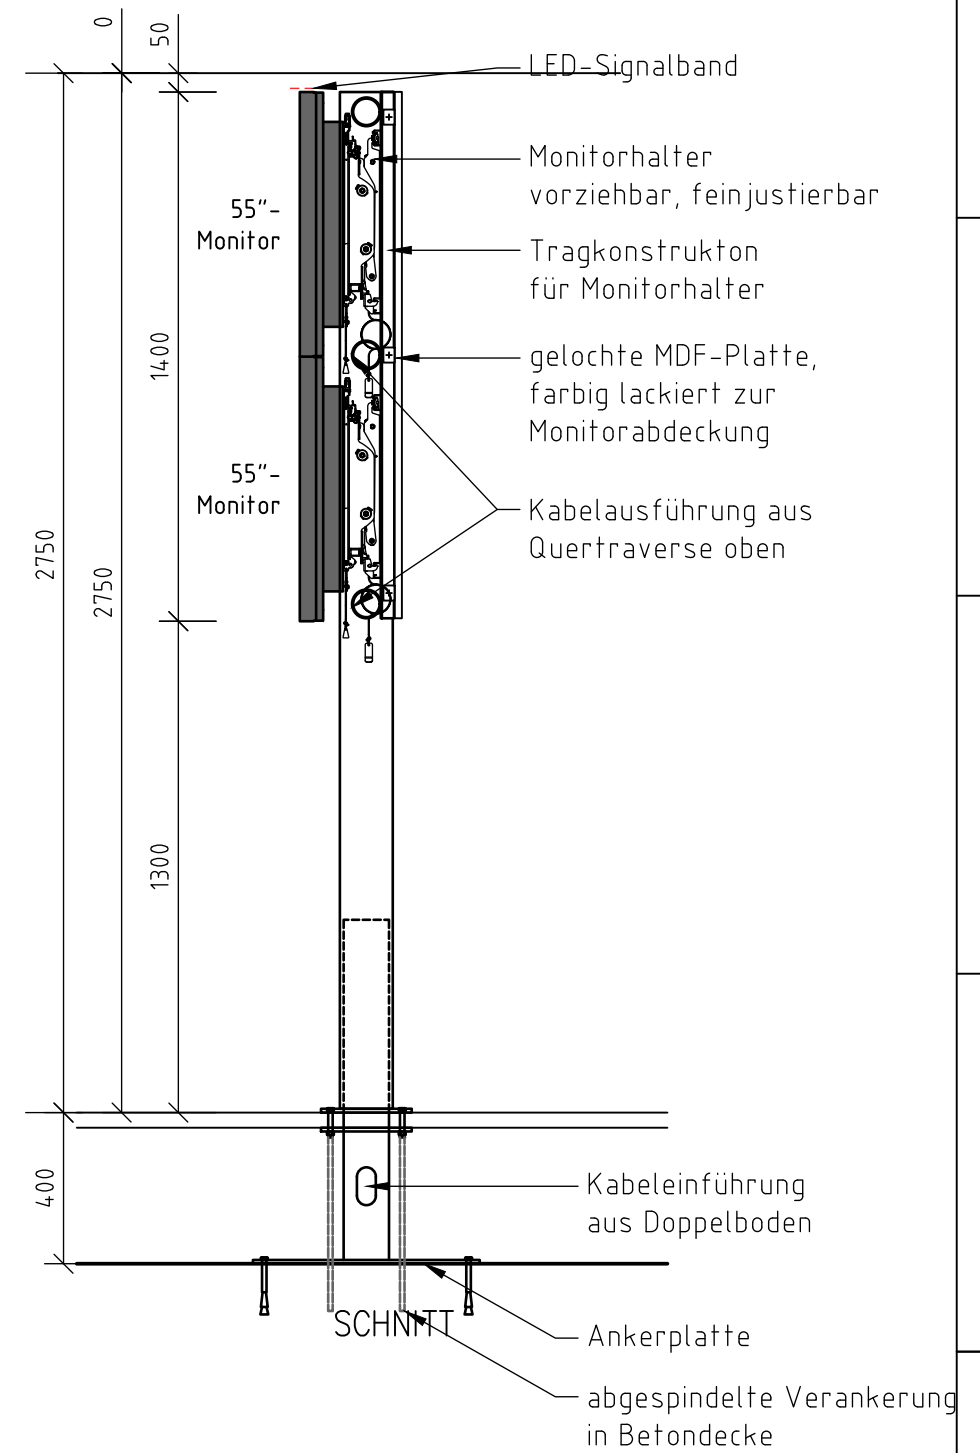 0
50
LED-Signalband
Monitorhalter
vorziehbar, feinjustierbar
55"-
Monitor
Tragkonstrukton
für Monitorhalter
1400
gelochte MDF-Platte,
farbig lackiert zur
Monitorabdeckung
55"-
Monitor
Kabelausführung aus
Quertraverse oben
2750
2750
1300
400
Kabeleinführung
aus Doppelboden
SCHNITT
Ankerplatte
abgespindelte Verankerung
in Betondecke